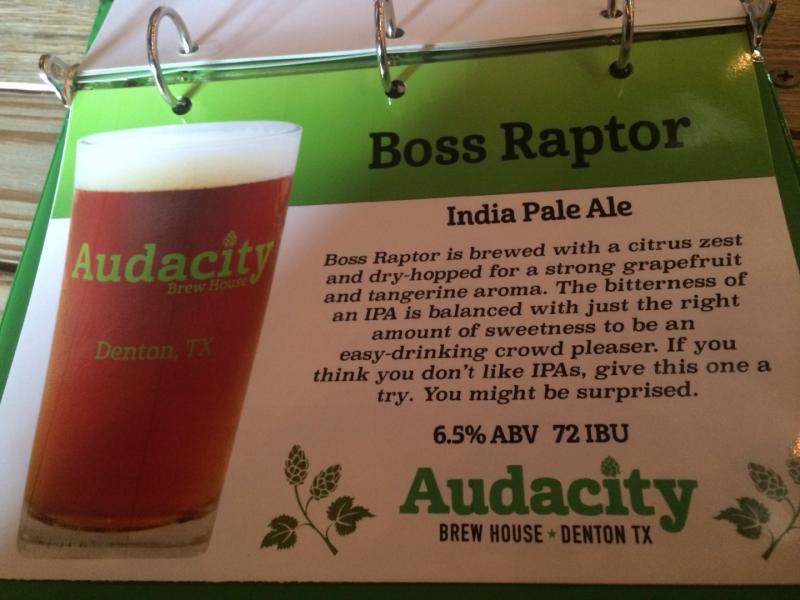 Boss Raptor
India Pale Ale
Boss Raptor is brewed with a citrus zest
and dry-hopped for a strong grapefruit
and tangerine aroma. The bitterness of
an IPA is balanced with just the right
amount of sweetness to be an
easy-drinking crowd pleaser. If you
think you don't like IPAs, give this one a
try. You might be surprised.
6.5% ABV 72 IBU
Audacity
BREW HOUSE ★ DENTON TX
Audacity
Brew House
Denton, TX